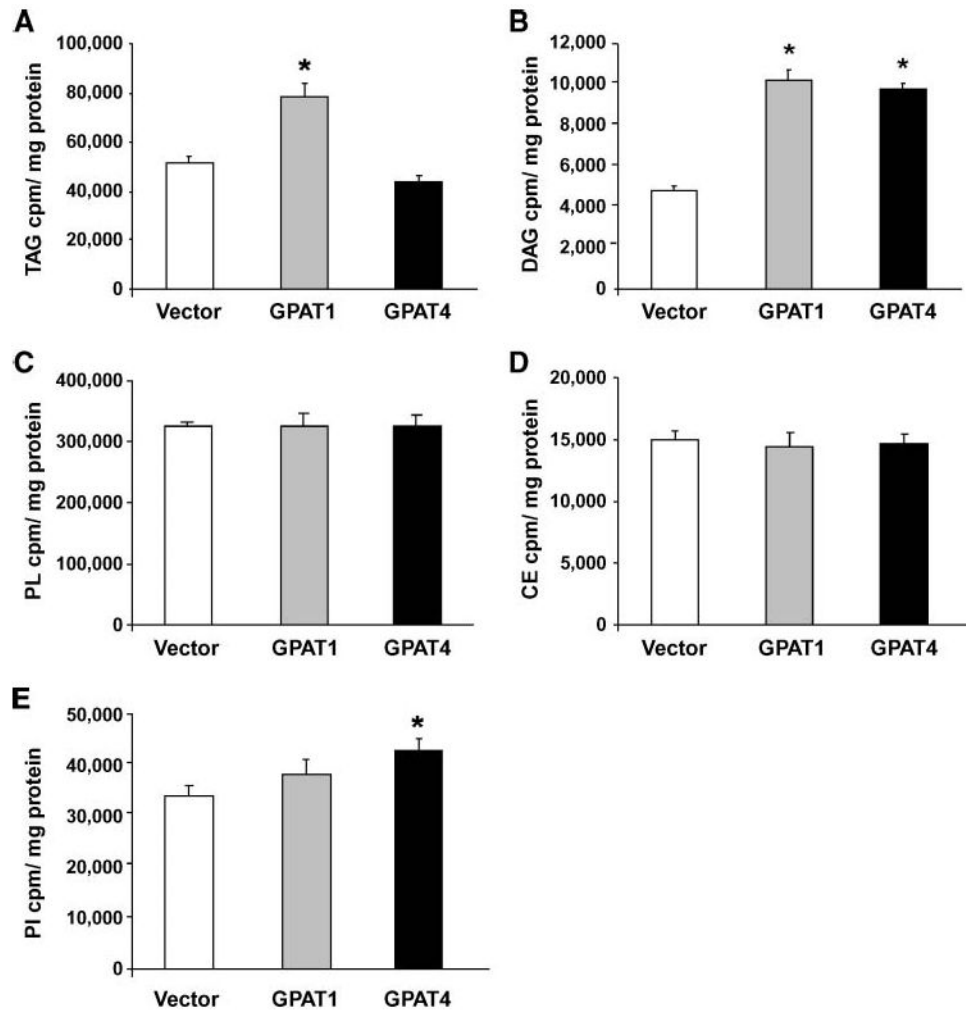 A
TAG cpm/ mg protein
100,000
80,000
60,000
40,000
20,000
0
*
Vector GPAT1 GPAT4
B
DAG cpm/ mg protein
12,000
10,000
8,000
6,000
4,000
2,000
0
* *
Vector GPAT1 GPAT4
C
PL cpm/ mg protein
400,000
300,000
200,000
100,000
0
Vector GPAT1 GPAT4
D
CE cpm/ mg protein
20,000
15,000
10,000
5,000
0
Vector GPAT1 GPAT4
E
PI cpm/ mg protein
50,000
40,000
30,000
20,000
10,000
0
*
Vector GPAT1 GPAT4